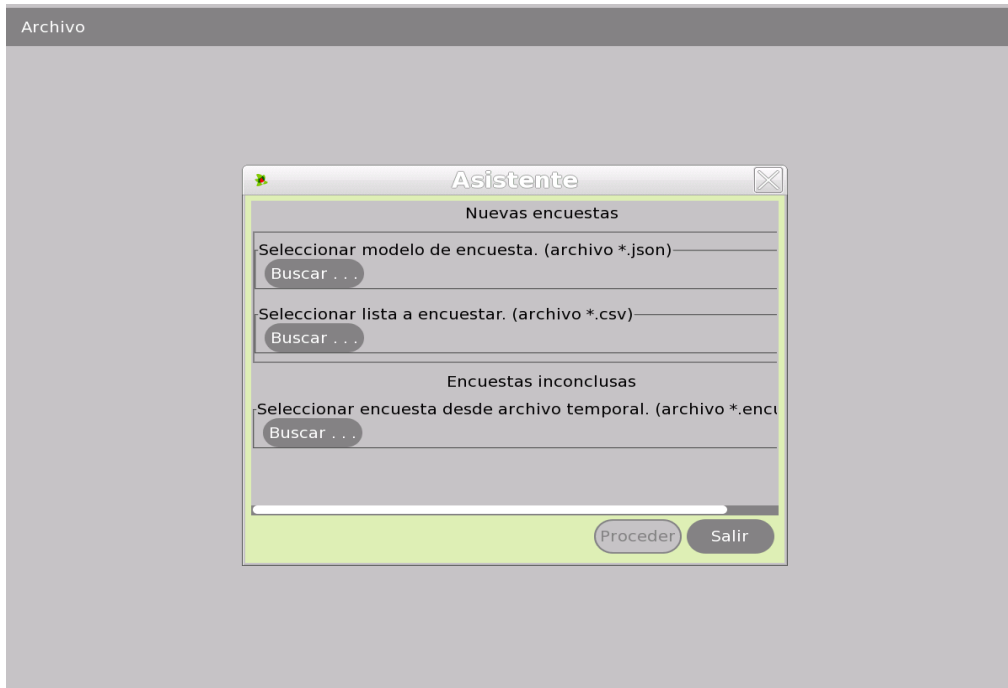 Archivo
Asistente
Nuevas encuestas
Seleccionar modelo de encuesta. (archivo *.json)
Buscar . . .
Seleccionar lista a encuestar. (archivo *.csv)
Buscar . . .
Encuestas inconclusas
Seleccionar encuesta desde archivo temporal. (archivo *.encu
Buscar . . .
Proceder
Salir